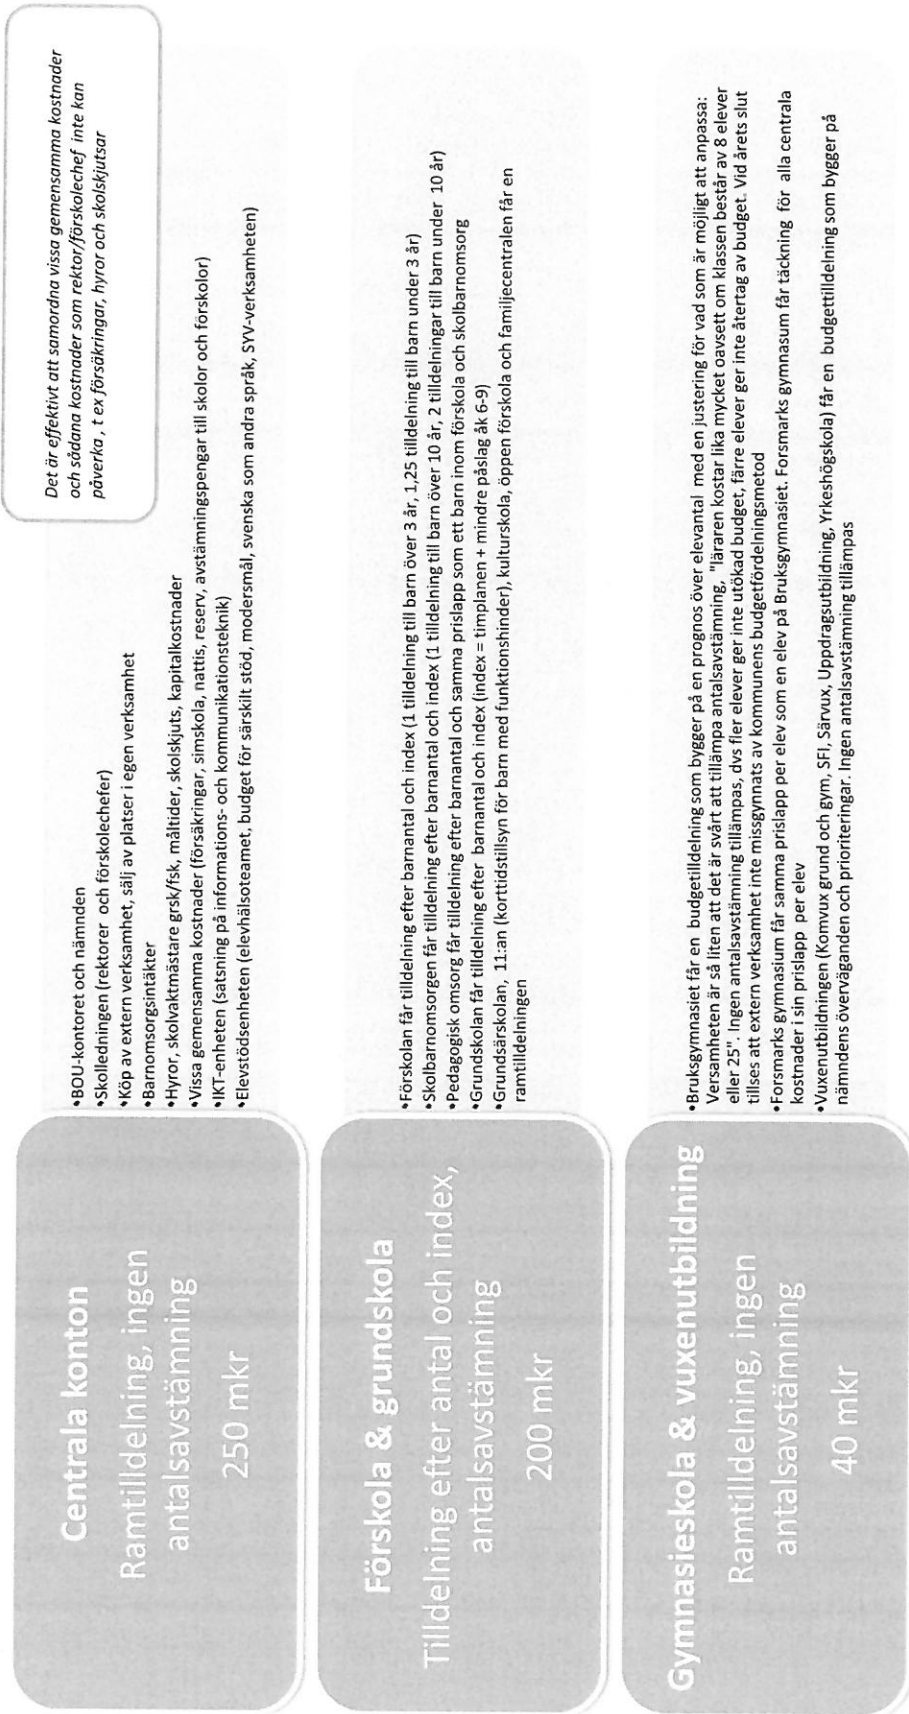 Det är effektivt att samordna vissa gemensamma kostnader
och sådana kostnader som rektor/förskolechef inte kan
påverka , t ex försäkringar, hyror och skolskjutsar
Centrala konton
Ramtilldelning, ingen
antalsavstämning
250 mkr
•BOU-kontoret och nämnden
•Skolledningen (rektorer och förskolechefer)
•Köp av extern verksamhet, sälj av platser i egen verksamhet
•Barnomsorgsintäkter
•Hyror, skolvaktmästare grsk/fsk, måltider, skolskjuts, kapitalkostnader
•Vissa gemensamma kostnader (försäkringar, simskola, nattis, reserv, avstämningspengar till skolor och förskolor)
•IKT-enheten (satsning på informations- och kommunikationsteknik)
•Elevstödsenheten (elevhälsoteamet, budget för särskilt stöd, modersmål, svenska som andra språk, SYV-verksamheten)
Förskola & grundskola
Tilldelning efter antal och index,
antalsavstämning
200 mkr
•Förskolan får tilldelning efter barnantal och index (1 tilldelning till barn över 3 år, 1,25 tilldelning till barn under 3 år)
•Skolbarnomsorgen får tilldelning efter barnantal och index (1 tilldelning till barn över 10 år, 2 tilldelningar till barn under 10 år)
•Pedagogisk omsorg får tilldelning efter barnantal och samma prislapp som ett barn inom förskola och skolbarnomsorg
•Grundskolan får tilldelning efter barnantal och index (index = timplanen + mindre påslag åk 6-9)
•Grundsärskolan, 11:an (korttidstillsyn för barn med funktionshinder), kulturskola, öppen förskola och familjecentralen får en
ramtilldelningen
Gymnasieskola & vuxenutbildning
Ramtilldelning, ingen
antalsavstämning
40 mkr
•Bruksgymnasiet får en budgetilldelning som bygger på en prognos över elevantal med en justering för vad som är möjligt att anpassa:
Versamheten är så liten att det är svårt att tillämpa antalsavstämning, "läraren kostar lika mycket oavsett om klassen består av 8 elever
eller 25". Ingen antalsavstämning tillämpas, dvs fler elever ger inte utökad budget, färre elever ger inte återtag av budget. Vid årets slut
tillses att extern verksamhet inte missgynnats av kommunens budgetfördelningsmetod
•Forsmarks gymnasium får samma prislapp per elev som en elev på Bruksgymnasiet. Forsmarks gymnasum får täckning för alla centrala
kostnader i sin prislapp per elev
•Vuxenutbildningen (Komvux grund och gym, SFI, Särvux, Uppdragsutbildning, Yrkeshögskola) får en budgettilldelning som bygger på
nämndens överväganden och prioriteringar. Ingen antalsavstämning tillämpas